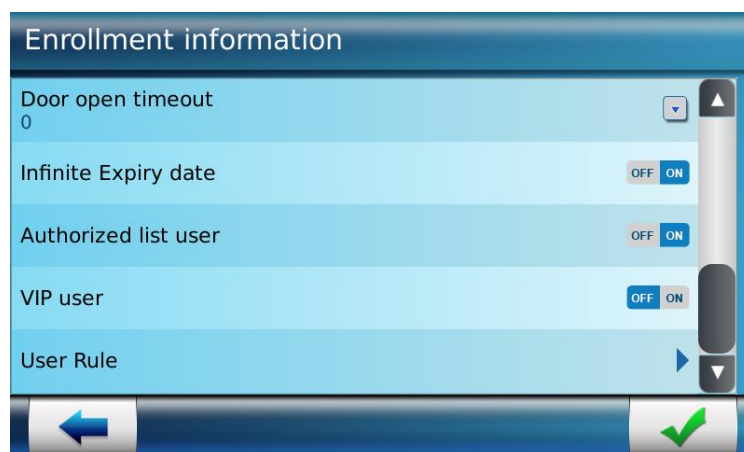 Enrollment information
Door open timeout
0
Infinite Expiry date
OFF ON
Authorized list user
OFF ON
VIP user
OFF ON
User Rule